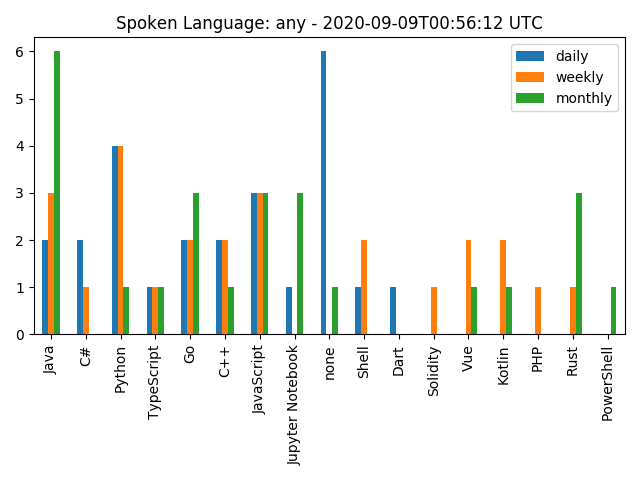 Spoken Language: any - 2020-09-09T00:56:12 UTC
daily
weekly
monthly
6
5
4
3
2
1
0
Java
C#
Python
TypeScript
Go
C++
JavaScript
Jupyter Notebook
none
Shell
Dart
Solidity
Vue
Kotlin
PHP
Rust
PowerShell